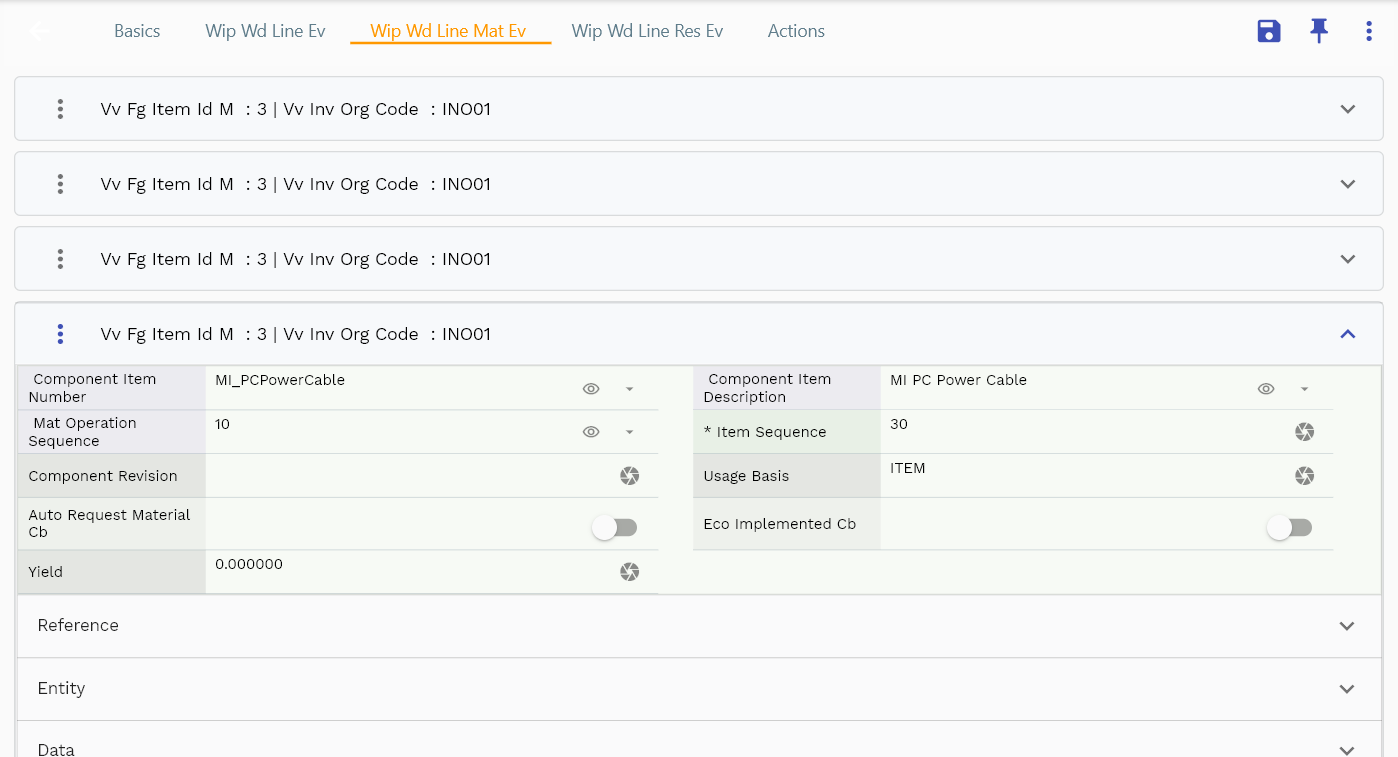 Basics Wip Wd Line Ev Wip Wd Line Mat Ev Wip Wd Line Res Ev Actions
Vv Fg Item Id M : 3 | Vv Inv Org Code : INO01
Vv Fg Item Id M : 3 | Vv Inv Org Code : INO01
Vv Fg Item Id M : 3 | Vv Inv Org Code : INO01
Vv Fg Item Id M : 3 | Vv Inv Org Code : INO01
Component Item Number
MI_PCPowerCable
Component Item Description
MI PC Power Cable
Mat Operation Sequence
10
* Item Sequence
30
Component Revision
Usage Basis
ITEM
Auto Request Material Cb
Eco Implemented Cb
Yield
0.000000
Reference
Entity
Data